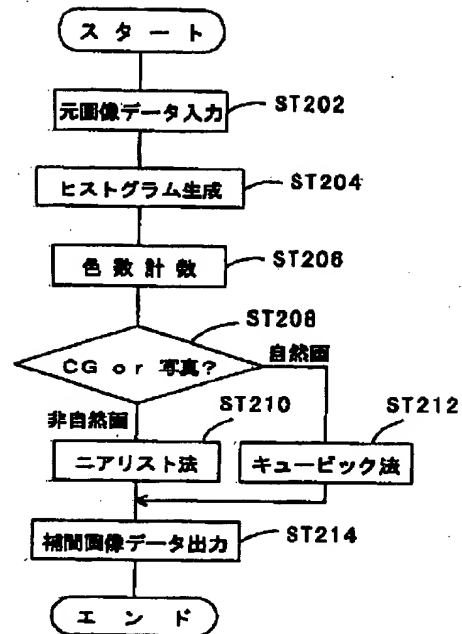 スタート
元画像データ入力
ST202
ヒストグラム生成
ST204
色数計数
ST206
ST208
CG or 写真?
自然画
非自然画
ST210
ST212
ニアリスト法
キュービック法
補間画像データ出力
ST214
エンド